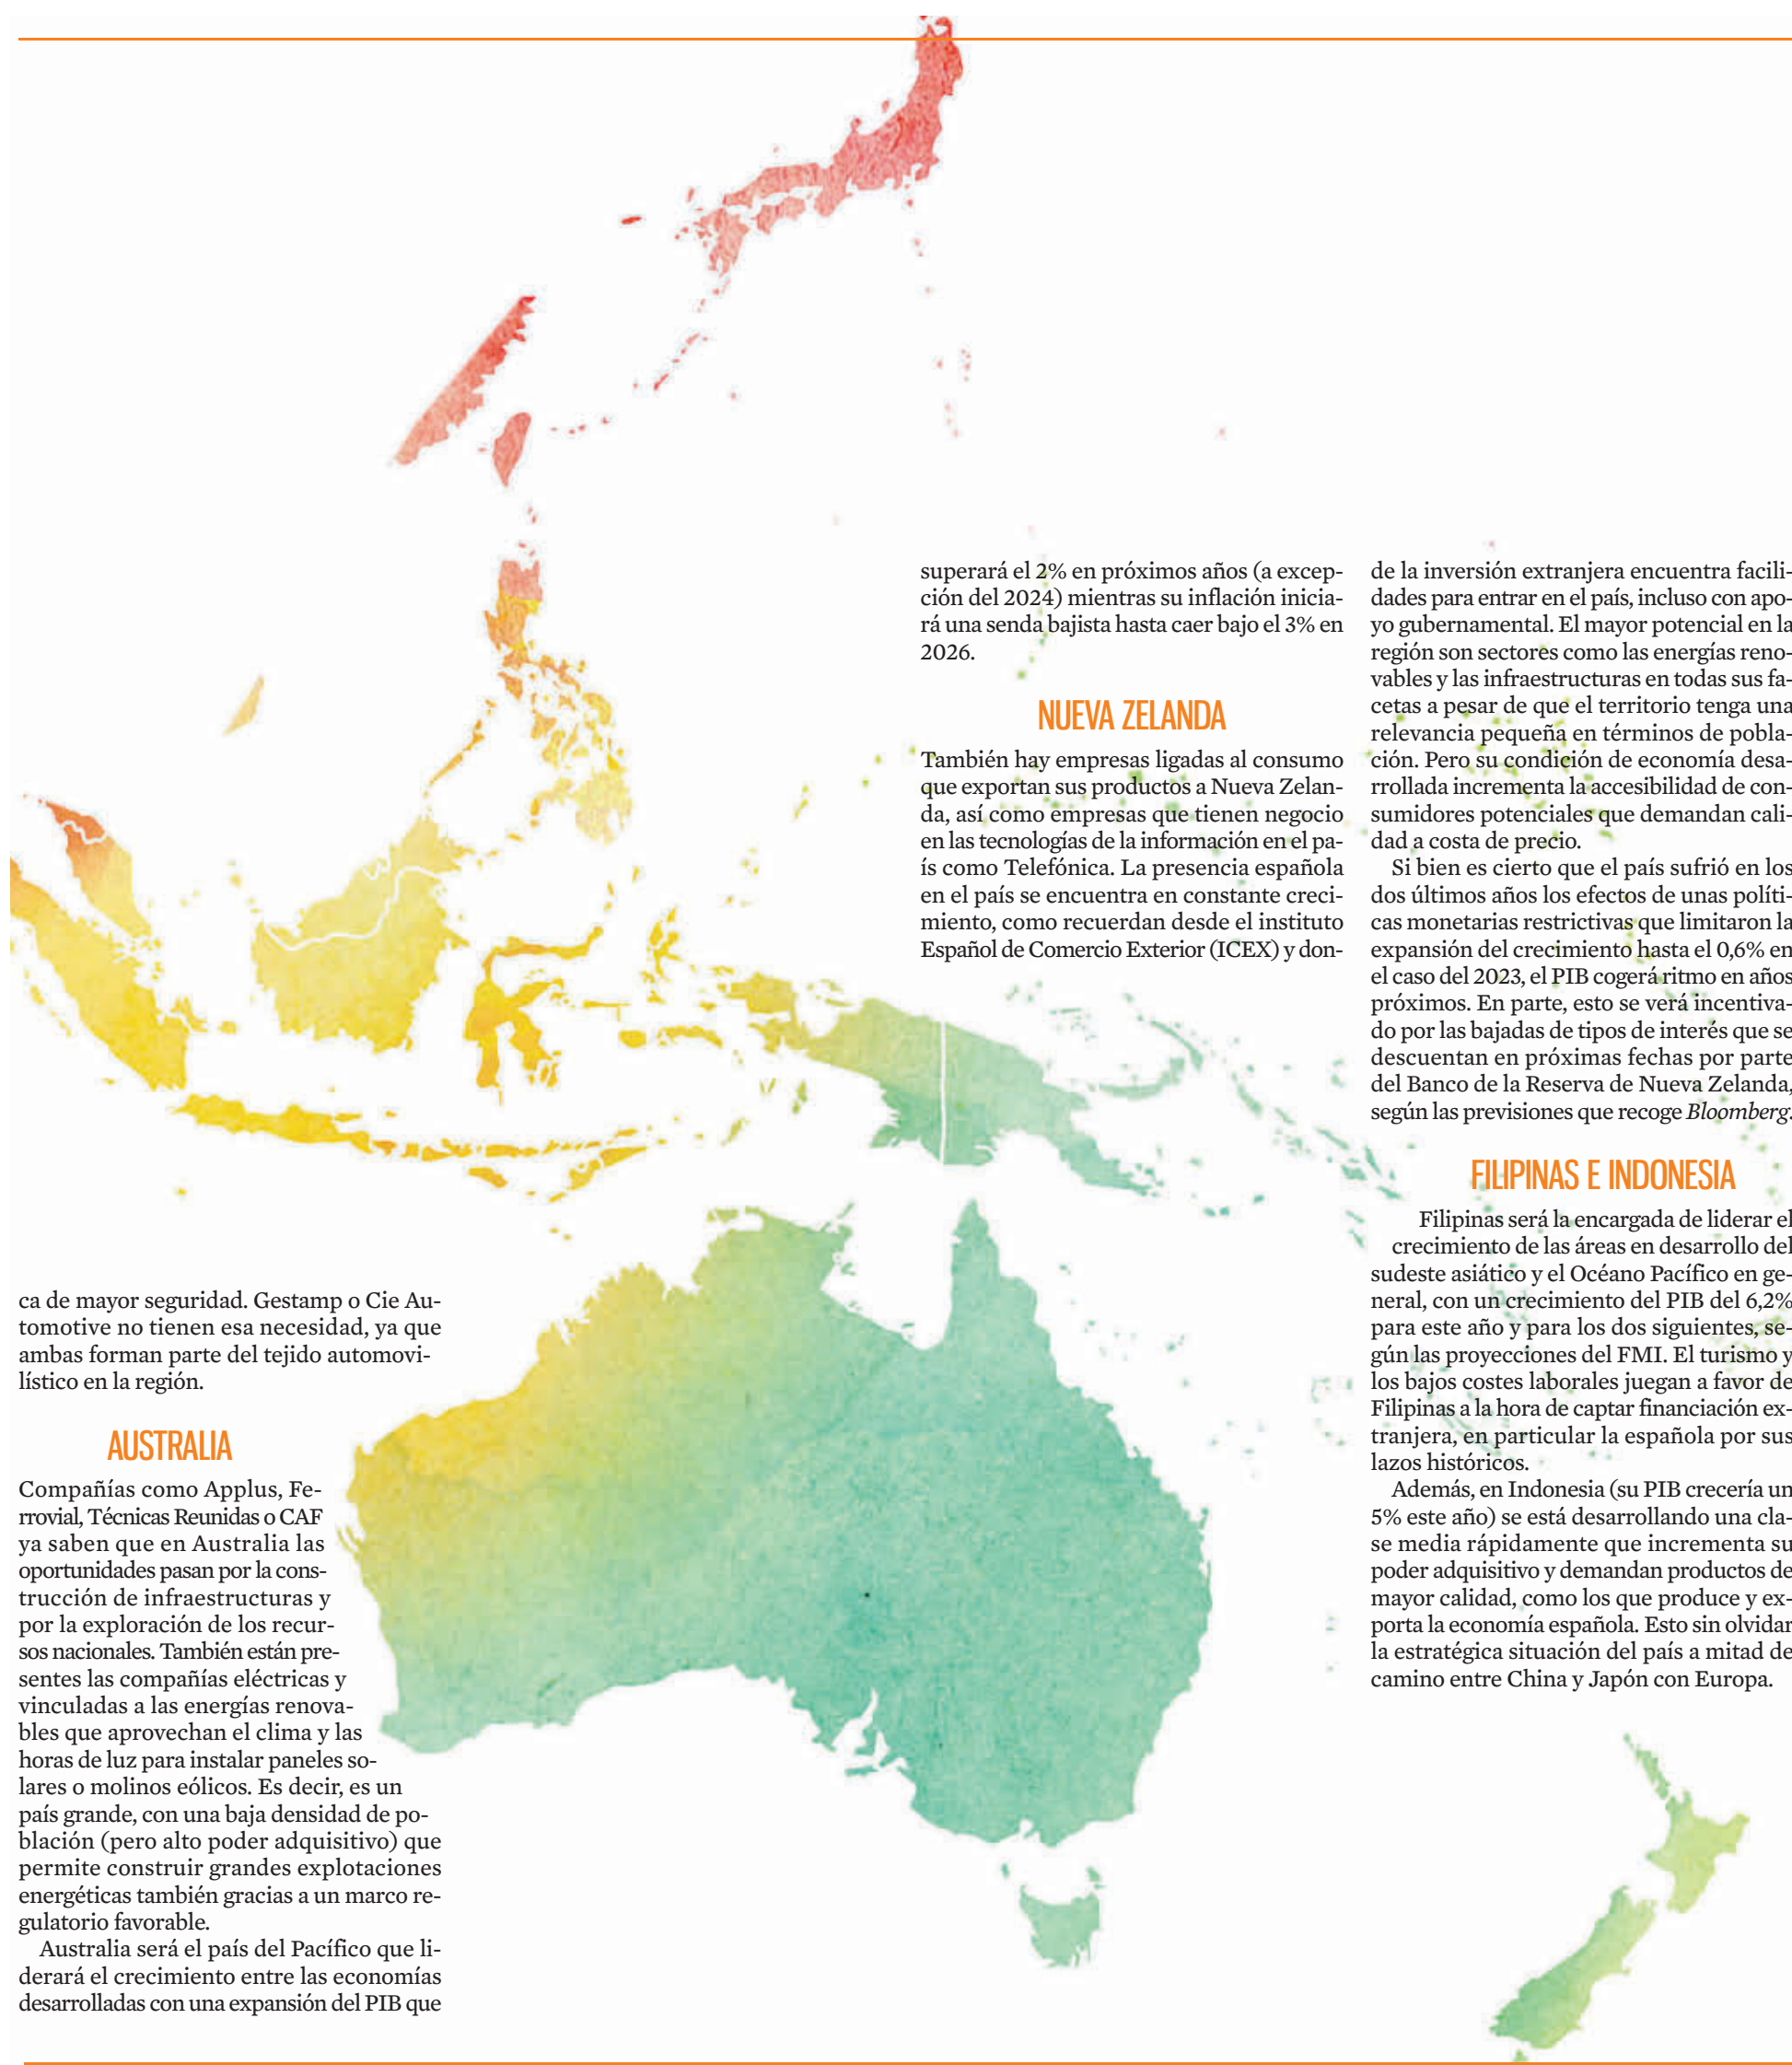 ca de mayor seguridad. Gestamp o Cie Au-
tomotive no tienen esa necesidad, ya que
ambas forman parte del tejido automovi-
lístico en la región.
AUSTRALIA
Compañías como Applus, Fe-
rrovial, Técnicas Reunidas o CAF
ya saben que en Australia las
oportunidades pasan por la cons-
trucción de infraestructuras y
por la exploración de los recur-
sos nacionales. También están pre-
sentes las compañías eléctricas y
vinculadas a las energías renova-
bles que aprovechan el clima y las
horas de luz para instalar paneles so-
lares o molinos eólicos. Es decir, es un
país grande, con una baja densidad de po-
blación (pero alto poder adquisitivo) que
permite construir grandes explotaciones
energéticas también gracias a un marco re-
gulatorio favorable.
Australia será el país del Pacífico que li-
derará el crecimiento entre las economías
desarrolladas con una expansión del PIB que
superará el 2% en próximos años (a excep-
ción del 2024) mientras su inflación inicia-
rá una senda bajista hasta caer bajo el 3% en
2026.
NUEVA ZELANDA
También hay empresas ligadas al consumo
que exportan sus productos a Nueva Zelan-
da, así como empresas que tienen negocio
en las tecnologías de la información en el pa-
ís como Telefónica. La presencia española
en el país se encuentra en constante creci-
miento, como recuerdan desde el instituto
Español de Comercio Exterior (ICEX) y don-
de la inversión extranjera encuentra facili-
dades para entrar en el país, incluso con apo-
yo gubernamental. El mayor potencial en la
región son sectores como las energías reno-
vables y las infraestructuras en todas sus fa-
cetas a pesar de que el territorio tenga una
relevancia pequeña en términos de pobla-
ción. Pero su condición de economía desa-
rrollada incrementa la accesibilidad de con-
sumidores potenciales que demandan cali-
dad a costa de precio.
Si bien es cierto que el país sufrió en los
dos últimos años los efectos de unas políti-
cas monetarias restrictivas que limitaron la
expansión del crecimiento hasta el 0,6% en
el caso del 2023, el PIB cogerá ritmo en años
próximos. En parte, esto se verá incentiva-
do por las bajadas de tipos de interés que se
descuentan en próximas fechas por parte
del Banco de la Reserva de Nueva Zelanda,
según las previsiones que recoge Bloomberg.
FILIPINAS E INDONESIA
Filipinas será la encargada de liderar el
crecimiento de las áreas en desarrollo del
sudeste asiático y el Océano Pacífico en ge-
neral, con un crecimiento del PIB del 6,2%
para este año y para los dos siguientes, se-
gún las proyecciones del FMI. El turismo y
los bajos costes laborales juegan a favor de
Filipinas a la hora de captar financiación ex-
tranjera, en particular la española por sus
lazos históricos.
Además, en Indonesia (su PIB crecería un
5% este año) se está desarrollando una cla-
se media rápidamente que incrementa su
poder adquisitivo y demandan productos de
mayor calidad, como los que produce y ex-
porta la economía española. Esto sin olvidar
la estratégica situación del país a mitad de
camino entre China y Japón con Europa.